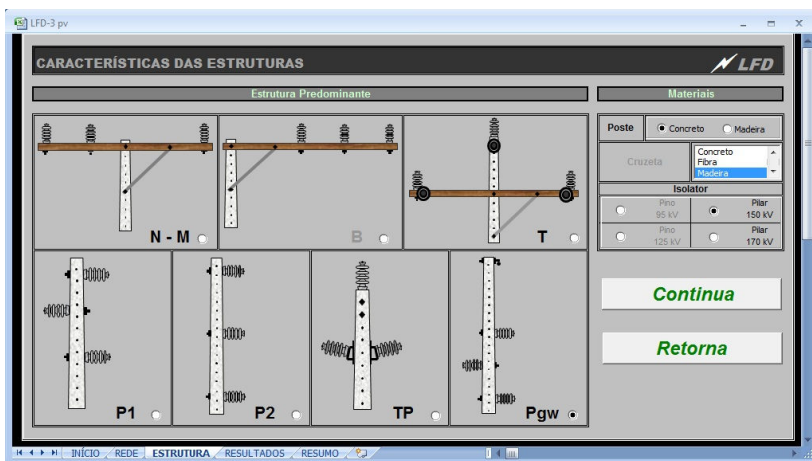 LFD-3 pv
CARACTERÍSTICAS DAS ESTRUTURAS
LFD
Estrutura Predominante
Materiais
N - M
B
T
P1
P2
TP
Pgw
Poste
Concreto
Madeira
Cruzeta
Concreto
Fibra
Madeira
Isolator
Pino
95 kV
Pilar
150 kV
Pino
125 kV
Pilar
170 kV
Continua
Retorna
INÍCIO
REDE
ESTRUTURA
RESULTADOS
RESUMO